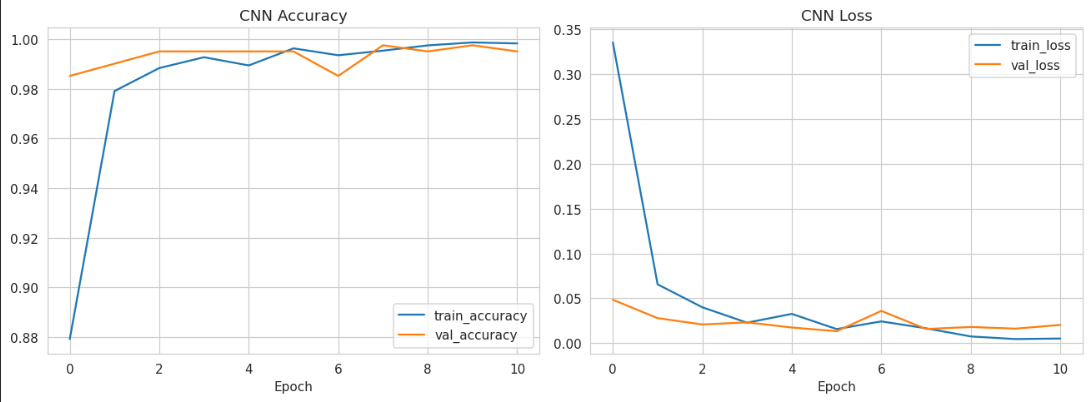 CNN Accuracy
1.00
0.98
0.96
0.94
0.92
0.90
0.88
train_accuracy
val_accuracy
0 2 4 6 8 10
Epoch
CNN Loss
0.35
0.30
0.25
0.20
0.15
0.10
0.05
0.00
train_loss
val_loss
0 2 4 6 8 10
Epoch